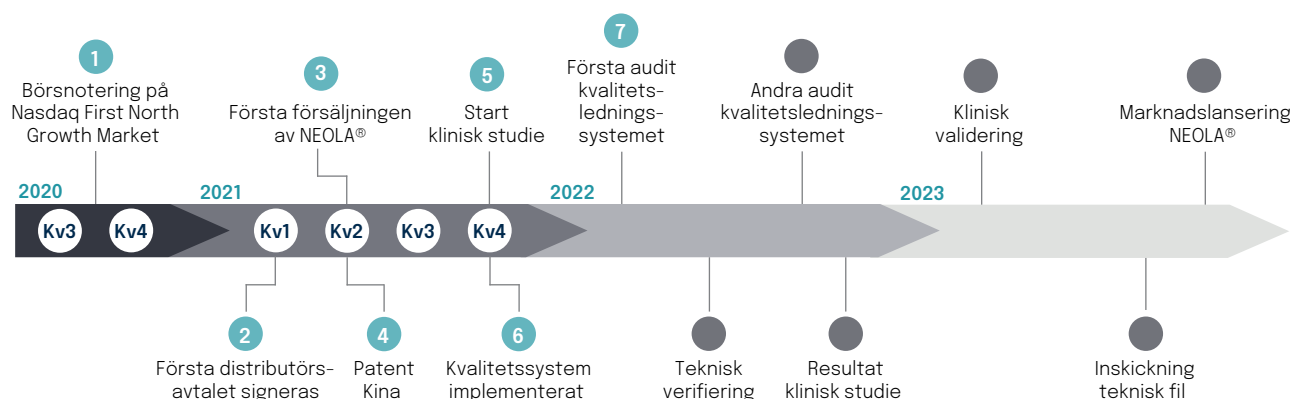 1
Börsnotering på
Nasdaq First North
Growth Market
3
Första försäljningen
av NEOLA®
5
Start
klinisk studie
7
Första audit
kvalitets-
lednings-
systemet
Andra audit
kvalitetslednings-
systemet
Klinisk
validering
Marknadslansering
NEOLA®
2020
2021
2022
2023
Kv3
Kv4
Kv1
Kv2
Kv3
Kv4
2
Första distributörs-
avtalet signeras
4
Patent
Kina
6
Kvalitetssystem
implementerat
Teknisk
verifiering
Resultat
klinisk studie
Inskickning
teknisk fil